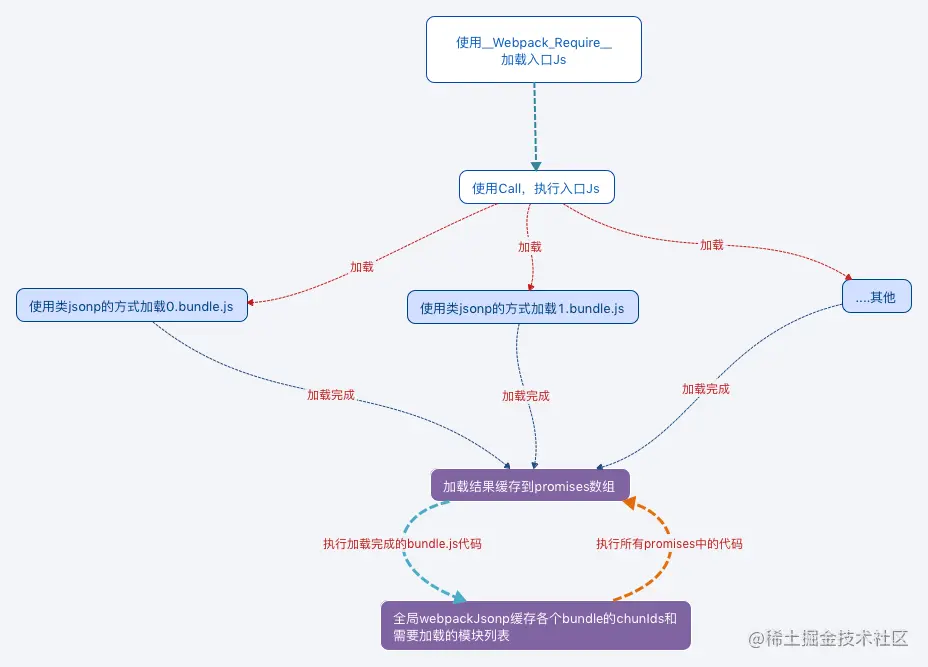 使用__Webpack_Require__
加载入口Js
使用Call，执行入口Js
加载
加载
加载
使用类jsonp的方式加载0.bundle.js
使用类jsonp的方式加载1.bundle.js
....其他
加载完成
加载完成
加载完成
加载结果缓存到promises数组
执行加载完成的bundle.js代码
执行所有promises中的代码
全局webpackJsonp缓存各个bundle的chunIds和
需要加载的模块列表
@稀土掘金技术社区